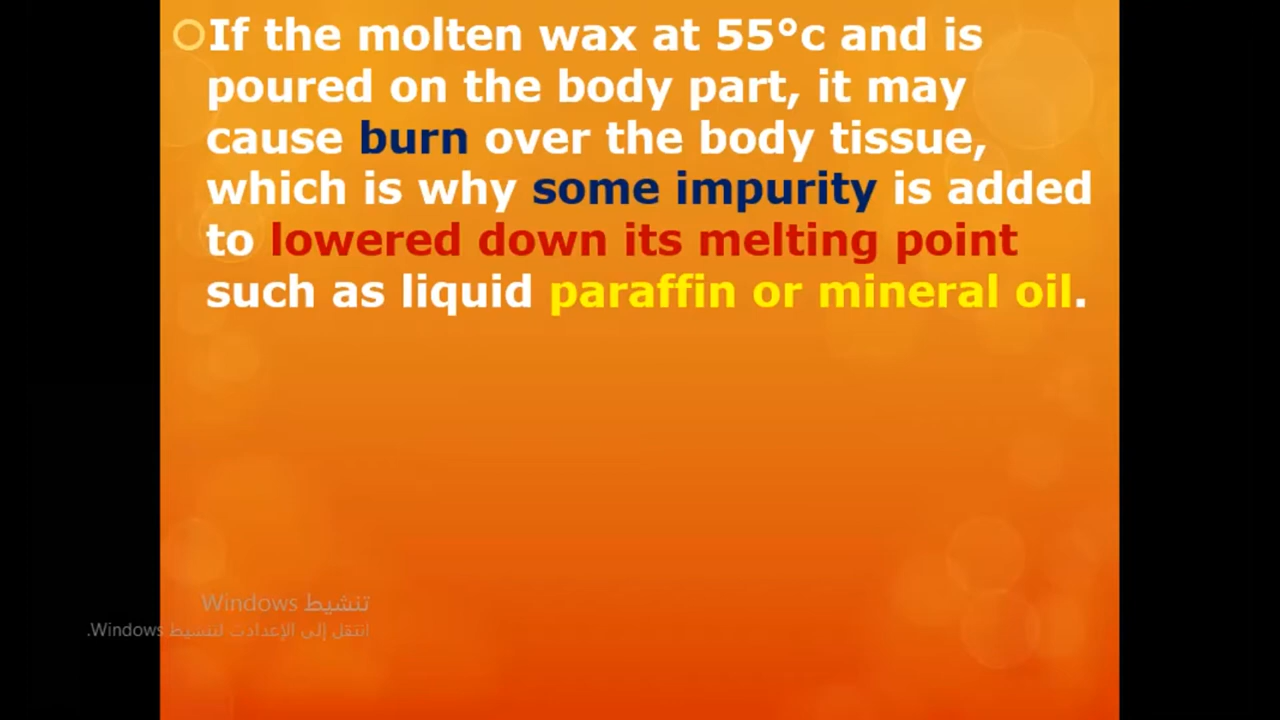 If the molten wax at 55°c and is
poured on the body part, it may
cause burn over the body tissue,
which is why some impurity is added
to lowered down its melting point
such as liquid paraffin or mineral oil.
تنشيط Windows
انتقل إلى الإعدادت لتنشيط Windows.